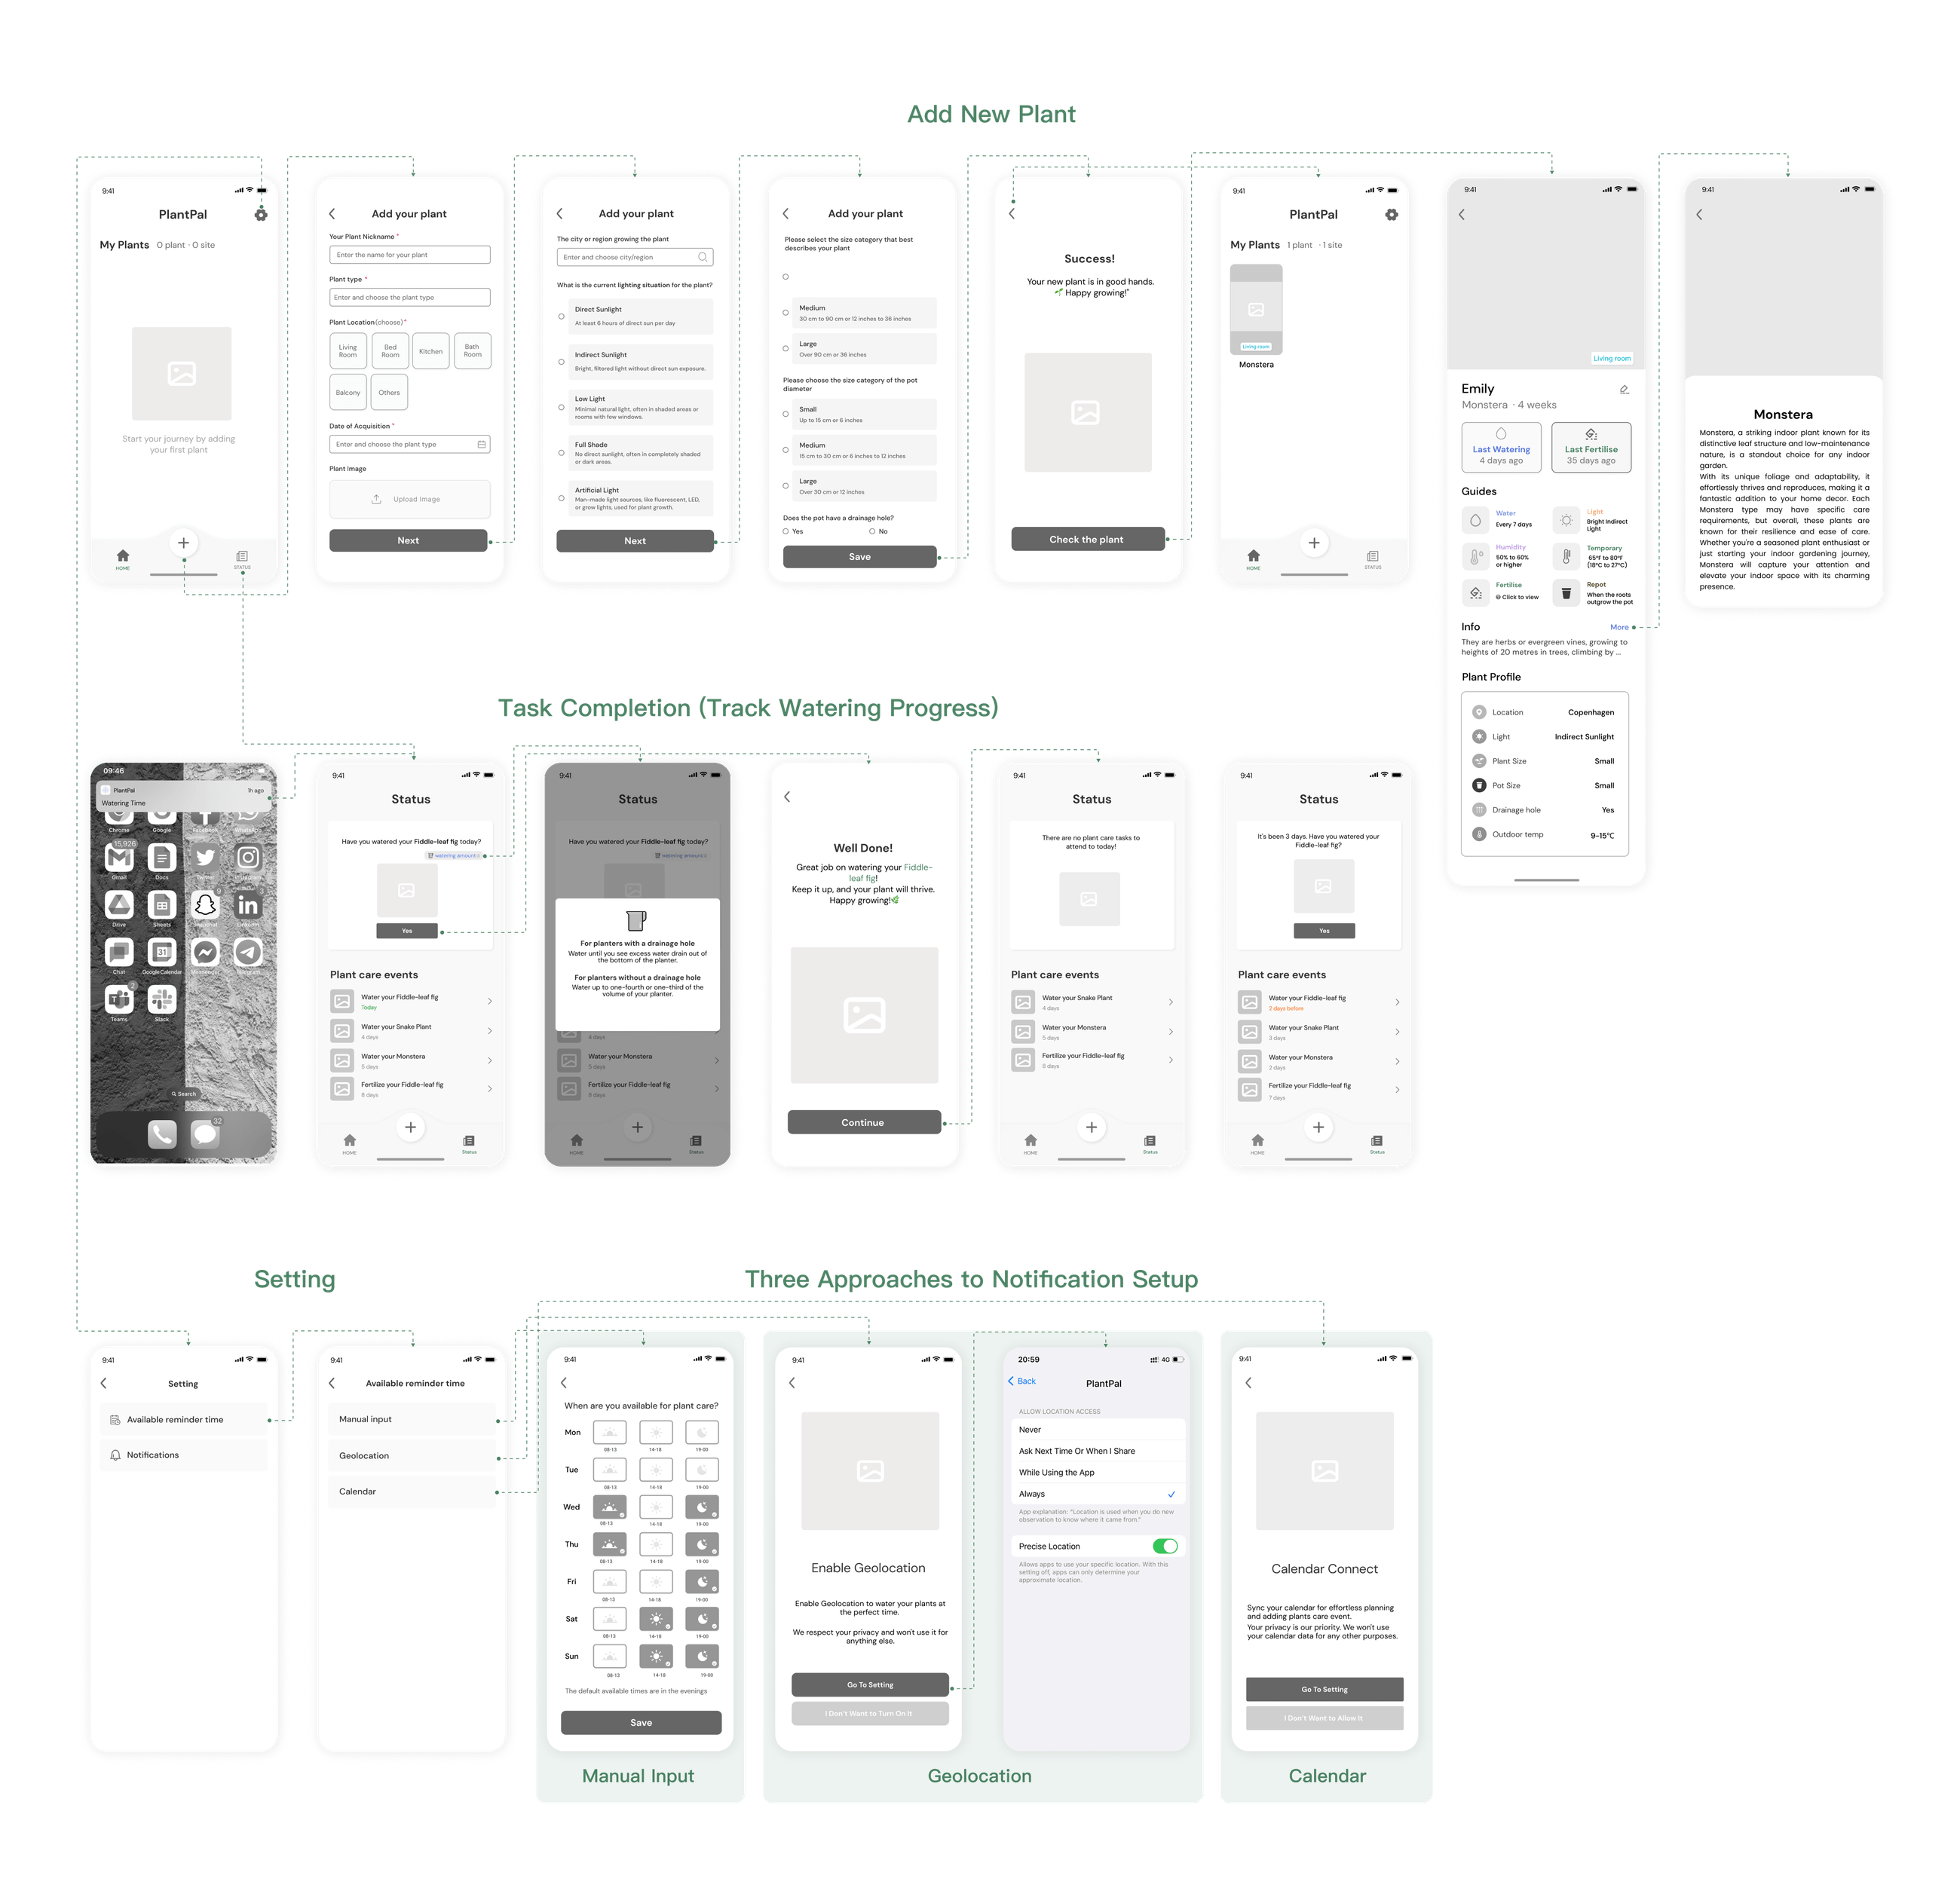 Add New Plant
9:41
PlantPal
My Plants 0 plant · 0 site
Start your journey by adding
your first plant
HOME
STATUS
Add your plant
Your Plant Nickname *
Enter the name for your plant
Plant type *
Enter and choose the plant type
Plant Location(choose)*
Living Room
Bed Room
Kitchen
Bath Room
Balcony
Others
Date of Acquisition *
Enter and choose the plant type
Plant Image
Upload Image
Next
Add your plant
The city or region growing the plant
Enter and choose city/region
What is the current lighting situation for the plant?
Direct Sunlight
At least 6 hours of direct sun per day
Indirect Sunlight
Bright, filtered light without direct sun exposure.
Low Light
Minimal natural light, often in shaded areas or
rooms with few windows.
Full Shade
No direct sunlight, often in completely shaded
or dark areas.
Artificial Light
Man-made light sources, like fluorescent, LED,
or grow lights, used for plant growth.
Next
Add your plant
Please select the size category that best
describes your plant
Medium
30 cm to 90 cm or 12 inches to 36 inches
Large
Over 90 cm or 36 inches
Please choose the size category of the pot
diameter
Small
Up to 15 cm or 6 inches
Medium
15 cm to 30 cm or 6 inches to 12 inches
Large
Over 30 cm or 12 inches
Does the pot have a drainage hole?
Yes
No
Save
Success!
Your new plant is in good hands.
Happy growing!"
Check the plant
9:41
PlantPal
My Plants 1 plant · 1 site
Living room
Monstera
HOME
STATUS
9:41
Living room
Emily
Monstera · 4 weeks
Last Watering
4 days ago
Last Fertilise
35 days ago
Guides
Water
Every 7 days
Light
Bright Indirect
Light
Humidity
50% to 60%
or higher
Temporary
65°F to 80°F
(18°C to 27°C)
Fertilise
Click to view
Repot
When the roots
outgrow the pot
Info
More
They are herbs or evergreen vines, growing to
heights of 20 metres in trees, climbing by ...
Plant Profile
Location Copenhagen
Light Indirect Sunlight
Plant Size Small
Pot Size Small
Drainage hole Yes
Outdoor temp 9-15°C
9:41
Monstera
Monstera, a striking indoor plant known for its
distinctive leaf structure and low-maintenance
nature, is a standout choice for any indoor
garden.
With its unique foliage and adaptability, it
effortlessly thrives and reproduces, making it a
fantastic addition to your home decor. Each
Monstera type may have specific care
requirements, but overall, these plants are
known for their resilience and ease of care.
Whether you're a seasoned plant enthusiast or
just starting your indoor gardening journey,
Monstera will capture your attention and
elevate your indoor space with its charming
presence.
Task Completion (Track Watering Progress)
09:46
PlantPal
1h ago
Watering Time
Chrome
Google
Facebook
WhatsApp
15,926
Gmail
Docs
Twitter
Instagram
9
Drive
Sheets
Snapchat
LinkedIn
31
Chat
Google Calendar
Messenger
Telegram
2
Teams
Slack
Search
32
9:41
Status
Have you watered your Fiddle-leaf fig today?
watering amount
Yes
Plant care events
Water your Fiddle-leaf fig
Today
Water your Snake Plant
4 days
Water your Monstera
5 days
Fertilize your Fiddle-leaf fig
8 days
HOME
Status
9:41
Status
Have you watered your Fiddle-leaf fig today?
watering amount
For planters with a drainage hole
Water until you see excess water drain out of
the bottom of the planter.
For planters without a drainage hole
Water up to one-fourth or one-third of the
volume of your planter.
4 days
Water your Monstera
5 days
Fertilize your Fiddle-leaf fig
8 days
HOME
Status
Well Done!
Great job on watering your Fiddle-
leaf fig!
Keep it up, and your plant will thrive.
Happy growing!
Continue
9:41
Status
There are no plant care tasks to
attend to today!
Plant care events
Water your Snake Plant
4 days
Water your Monstera
5 days
Fertilize your Fiddle-leaf fig
8 days
HOME
Status
9:41
Status
It's been 3 days. Have you watered your
Fiddle-leaf fig?
Yes
Plant care events
Water your Fiddle-leaf fig
2 days before
Water your Snake Plant
3 days
Water your Monstera
2 days
Fertilize your Fiddle-leaf fig
7 days
HOME
Status
Setting
Three Approaches to Notification Setup
9:41
Setting
Available reminder time
Notifications
9:41
Available reminder time
Manual input
Geolocation
Calendar
9:41
When are you available for plant care?
Mon
08-13 14-18 19-00
Tue
08-13 14-18 19-00
Wed
08-13 14-18 19-00
Thu
08-13 14-18 19-00
Fri
08-13 14-18 19-00
Sat
08-13 14-18 19-00
Sun
08-13 14-18 19-00
The default available times are in the evenings
Save
Manual Input
9:41
Enable Geolocation
Enable Geolocation to water your plants at
the perfect time.
We respect your privacy and won't use it for
anything else.
Go To Setting
I Don't Want to Turn On It
20:59
4G
Back
PlantPal
ALLOW LOCATION ACCESS
Never
Ask Next Time Or When I Share
While Using the App
Always
App explanation: "Location is used when you do new
observation to know where it came from."
Precise Location
Allows apps to use your specific location. With this
setting off, apps can only determine your
approximate location.
Geolocation
9:41
Calendar Connect
Sync your calendar for effortless planning
and adding plants care event.
Your privacy is our priority. We won't use
your calendar data for any other purposes.
Go To Setting
I Don't Want to Allow It
Calendar